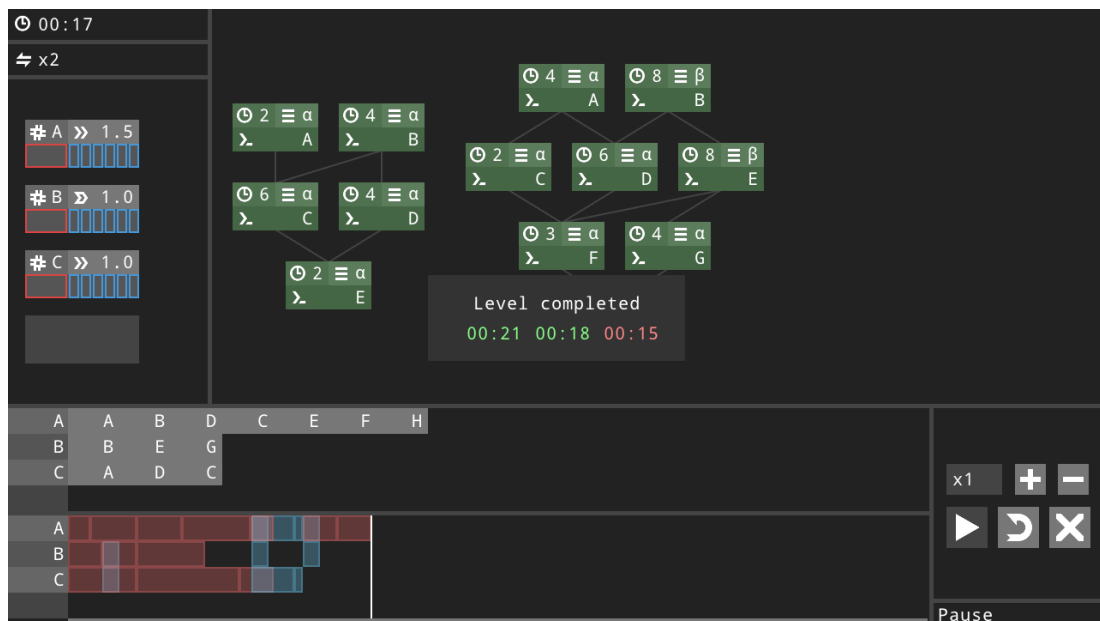 00:17
x2
A 1.5
B 1.0
C 1.0
2 α
A
4 α
B
6 α
C
4 α
D
2 α
E
4 α
A
8 β
B
2 α
C
6 α
D
8 β
E
3 α
F
4 α
G
Level completed
00:21 00:18 00:15
A A B D C E F H
B B E G
C A D C
A
B
C
x1
Pause